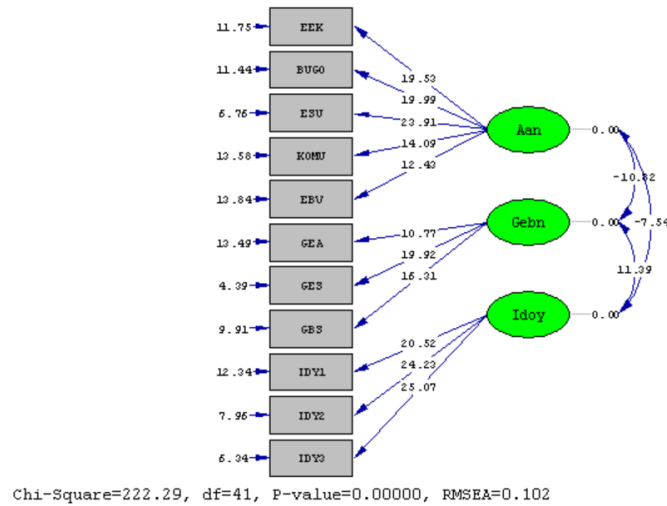 11.75 EEK
11.44 BUGO
6.76 ESU
13.58 KOMU
13.84 EBV
13.49 GEA
4.39 GES
9.91 GBS
12.34 IDY1
7.96 IDY2
6.34 IDY3
19.53
19.99
23.91
14.09
12.43
10.77
19.92
16.31
20.52
24.23
25.07
Aan 0.00
Gebn 0.00
Idoy 0.00
-10.82
-7.54
11.39
Chi-Square=222.29, df=41, P-value=0.00000, RMSEA=0.102